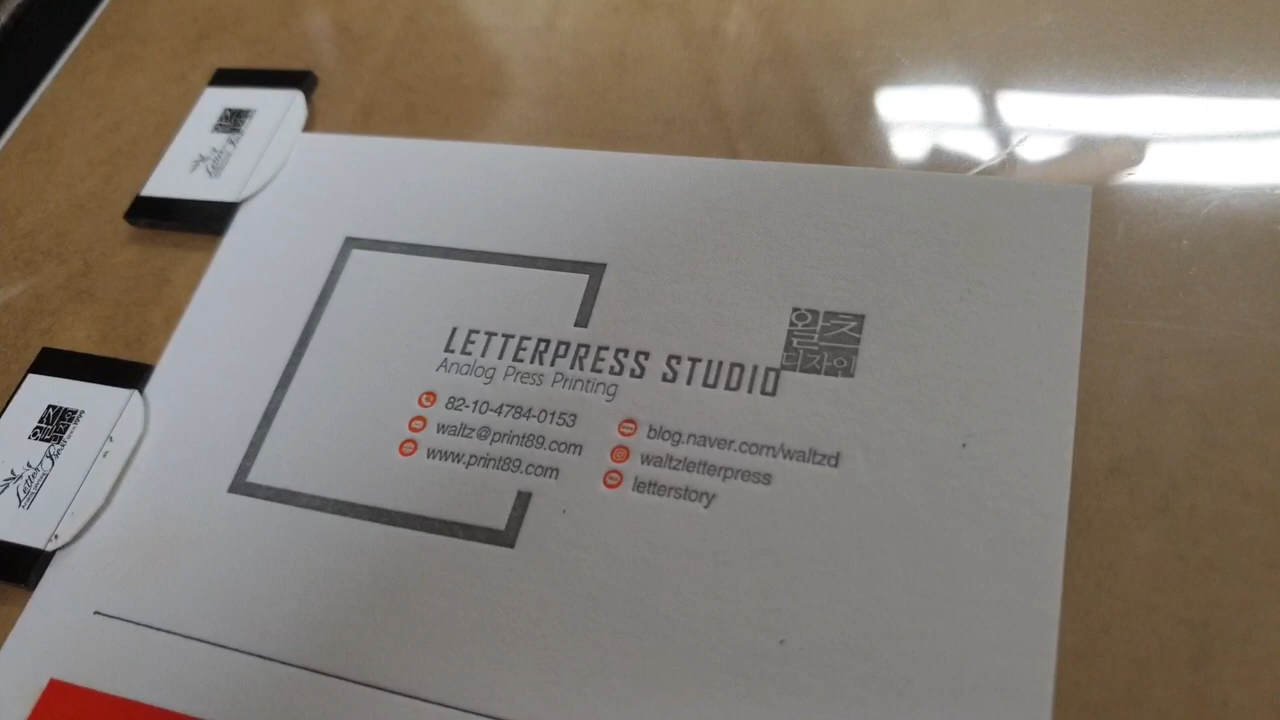 LETTERPRESS STUDIO
Analog Press Printing
왈츠
디자인
82-10-4784-0153
waltz@print89.com
www.print89.com
blog.naver.com/waltzd
waltzletterpress
letterstory